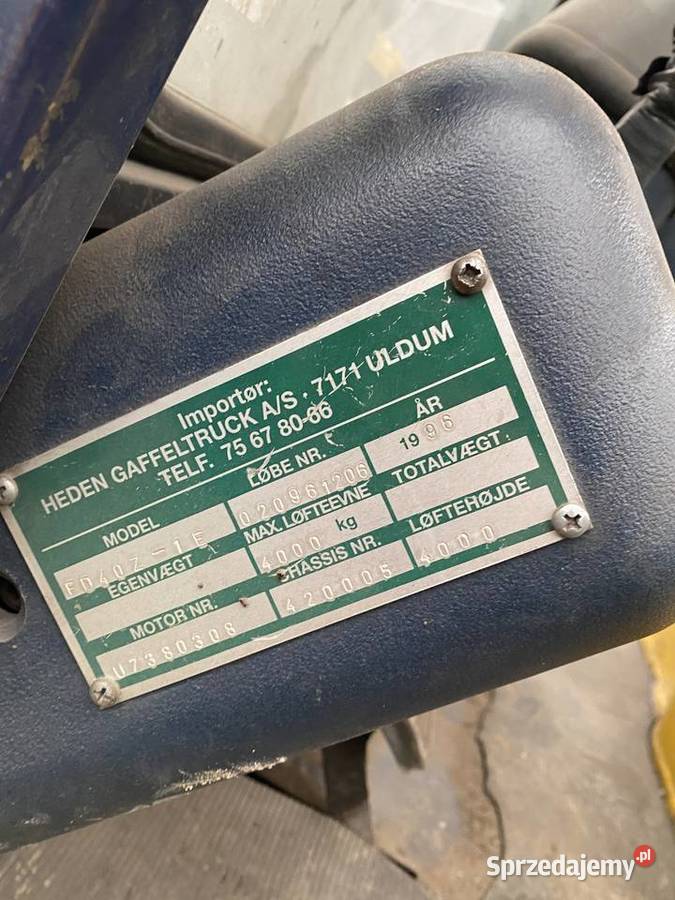 Importør:
HEDEN GAFFELTRUCK A/S · 7171 ULDUM
TELF. 75 67 80-66
MODEL LØBE NR. ÅR
FD40Z-1E 020961206 1996
EGENVÆGT MAX. LØFTEEVNE TOTALVÆGT
4000 kg
MOTOR NR. CHASSIS NR. LØFTEHØJDE
U7380308 420005 4000
Sprzedajemy.pl